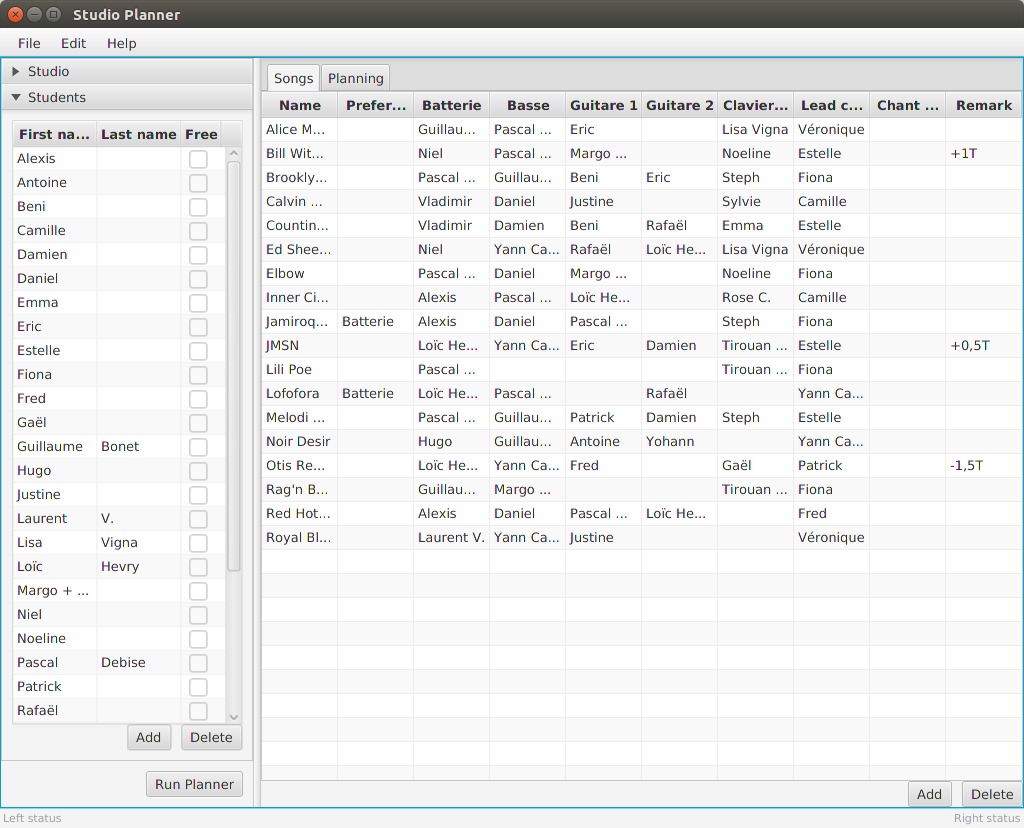 Studio Planner
File Edit Help
Studio
Students
First na... Last name Free
Alexis
Antoine
Beni
Camille
Damien
Daniel
Emma
Eric
Estelle
Fiona
Fred
Gaël
Guillaume Bonet
Hugo
Justine
Laurent V.
Lisa Vigna
Loïc Hevry
Margo + ...
Niel
Noeline
Pascal Debise
Patrick
Rafaël
Add Delete
Run Planner
Songs Planning
Name Prefer... Batterie Basse Guitare 1 Guitare 2 Clavier... Lead c... Chant ... Remark
Alice M... Guillau... Pascal ... Eric Lisa Vigna Véronique
Bill Wit... Niel Pascal ... Margo ... Noeline Estelle +1T
Brookly... Pascal ... Guillau... Beni Eric Steph Fiona
Calvin ... Vladimir Daniel Justine Sylvie Camille
Countin... Vladimir Damien Beni Rafaël Emma Estelle
Ed Shee... Niel Yann Ca... Rafaël Loïc He... Lisa Vigna Véronique
Elbow Pascal ... Daniel Margo ... Noeline Fiona
Inner Ci... Alexis Pascal ... Loïc He... Rose C. Camille
Jamiroq... Batterie Alexis Daniel Pascal ... Steph Fiona
JMSN Loïc He... Yann Ca... Eric Damien Tirouan ... Estelle +0,5T
Lili Poe Pascal ... Tirouan ... Fiona
Lofofora Batterie Loïc He... Pascal ... Rafaël Yann Ca...
Melodi ... Pascal ... Guillau... Patrick Damien Steph Estelle
Noir Desir Hugo Guillau... Antoine Yohann Yann Ca...
Otis Re... Loïc He... Yann Ca... Fred Gaël Patrick -1,5T
Rag'n B... Guillau... Margo ... Tirouan ... Fiona
Red Hot... Alexis Daniel Pascal ... Loïc He... Fred
Royal Bl... Laurent V. Yann Ca... Justine Véronique
Add Delete
Left status Right status